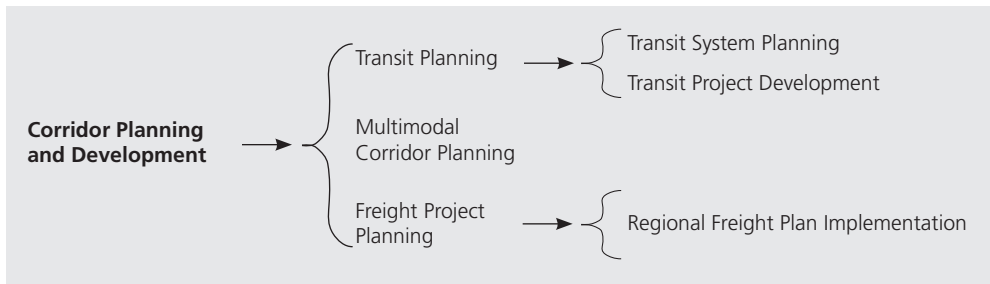 Corridor Planning
and Development
Transit Planning
Transit System Planning
Transit Project Development
Multimodal
Corridor Planning
Freight Project
Planning
Regional Freight Plan Implementation